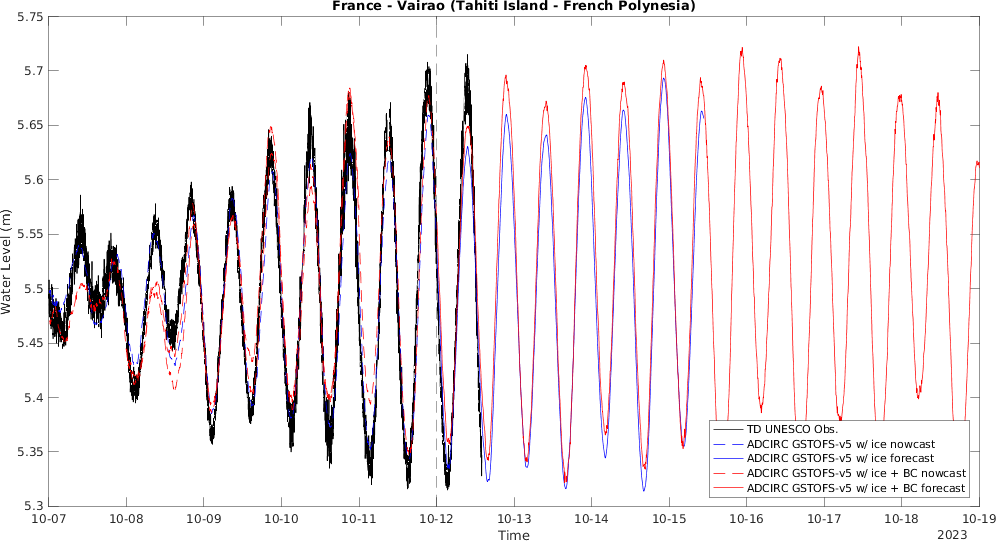 France - Vairao (Tahiti Island - French Polynesia)
5.75
5.7
5.65
5.6
5.55
5.5
5.45
5.4
5.35
5.3
Water Level (m)
TD UNESCO Obs.
ADCIRC GSTOFS-v5 w/ ice nowcast
ADCIRC GSTOFS-v5 w/ ice forecast
ADCIRC GSTOFS-v5 w/ ice + BC nowcast
ADCIRC GSTOFS-v5 w/ ice + BC forecast
10-07 10-08 10-09 10-10 10-11 10-12 10-13 10-14 10-15 10-16 10-17 10-18 10-19
Time
2023